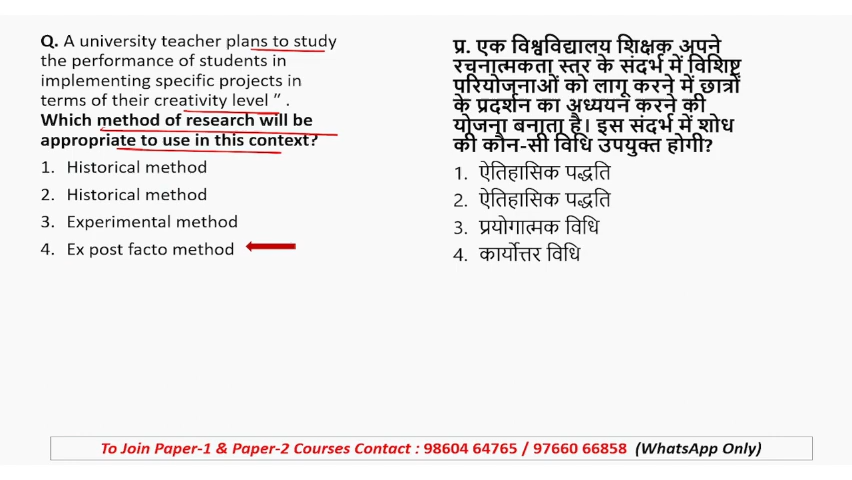 Q. A university teacher plans to study
the performance of students in
implementing specific projects in
terms of their creativity level ” .
Which method of research will be
appropriate to use in this context?
1. Historical method
2. Historical method
3. Experimental method
4. Ex post facto method
प्र. एक विश्वविद्यालय शिक्षक अपने
रचनात्मकता स्तर के संदर्भ में विशिष्ट
परियोजनाओं को लागू करने में छात्रों
के प्रदर्शन का अध्ययन करने की
योजना बनाता है। इस संदर्भ में शोध
की कौन-सी विधि उपयुक्त होगी?
1. ऐतिहासिक पद्धति
2. ऐतिहासिक पद्धति
3. प्रयोगात्मक विधि
4. कार्योत्तर विधि
To Join Paper-1 & Paper-2 Courses Contact : 98604 64765 / 97660 66858 (WhatsApp Only)